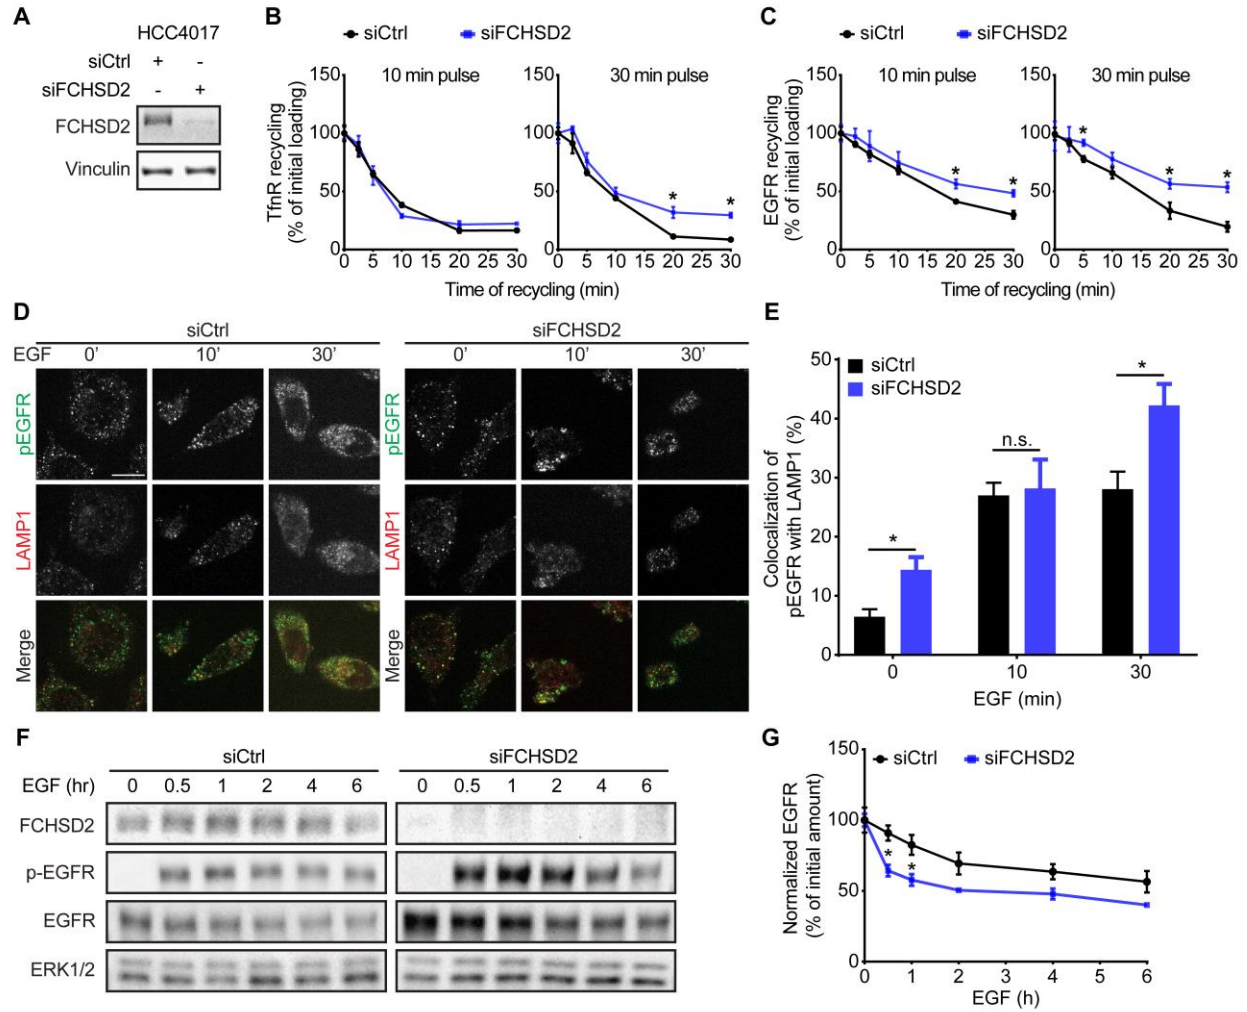 A
HCC4017
siCtrl + -
siFCHSD2 - +
FCHSD2
Vinculin
B
siCtrl siFCHSD2
TfnR recycling
(% of initial loading)
150
100
50
0
10 min pulse
0 5 10 15 20 25 30
150
100
50
0
30 min pulse
* *
0 5 10 15 20 25 30
Time of recycling (min)
C
siCtrl siFCHSD2
EGFR recycling
(% of initial loading)
150
100
50
0
10 min pulse
* *
0 5 10 15 20 25 30
150
100
50
0
30 min pulse
* * *
0 5 10 15 20 25 30
Time of recycling (min)
D
siCtrl siFCHSD2
EGF 0’ 10’ 30’ 0’ 10’ 30’
pEGFR pEGFR
LAMP1 LAMP1
Merge Merge
E
siCtrl
siFCHSD2
Colocalization of
pEGFR with LAMP1 (%)
50
40
30
20
10
0
* n.s. *
0 10 30
EGF (min)
F
siCtrl siFCHSD2
EGF (hr) 0 0.5 1 2 4 6 0 0.5 1 2 4 6
FCHSD2
p-EGFR
EGFR
ERK1/2
G
siCtrl siFCHSD2
Normalized EGFR
(% of initial amount)
150
100
50
0
* *
0 1 2 3 4 5 6
EGF (h)